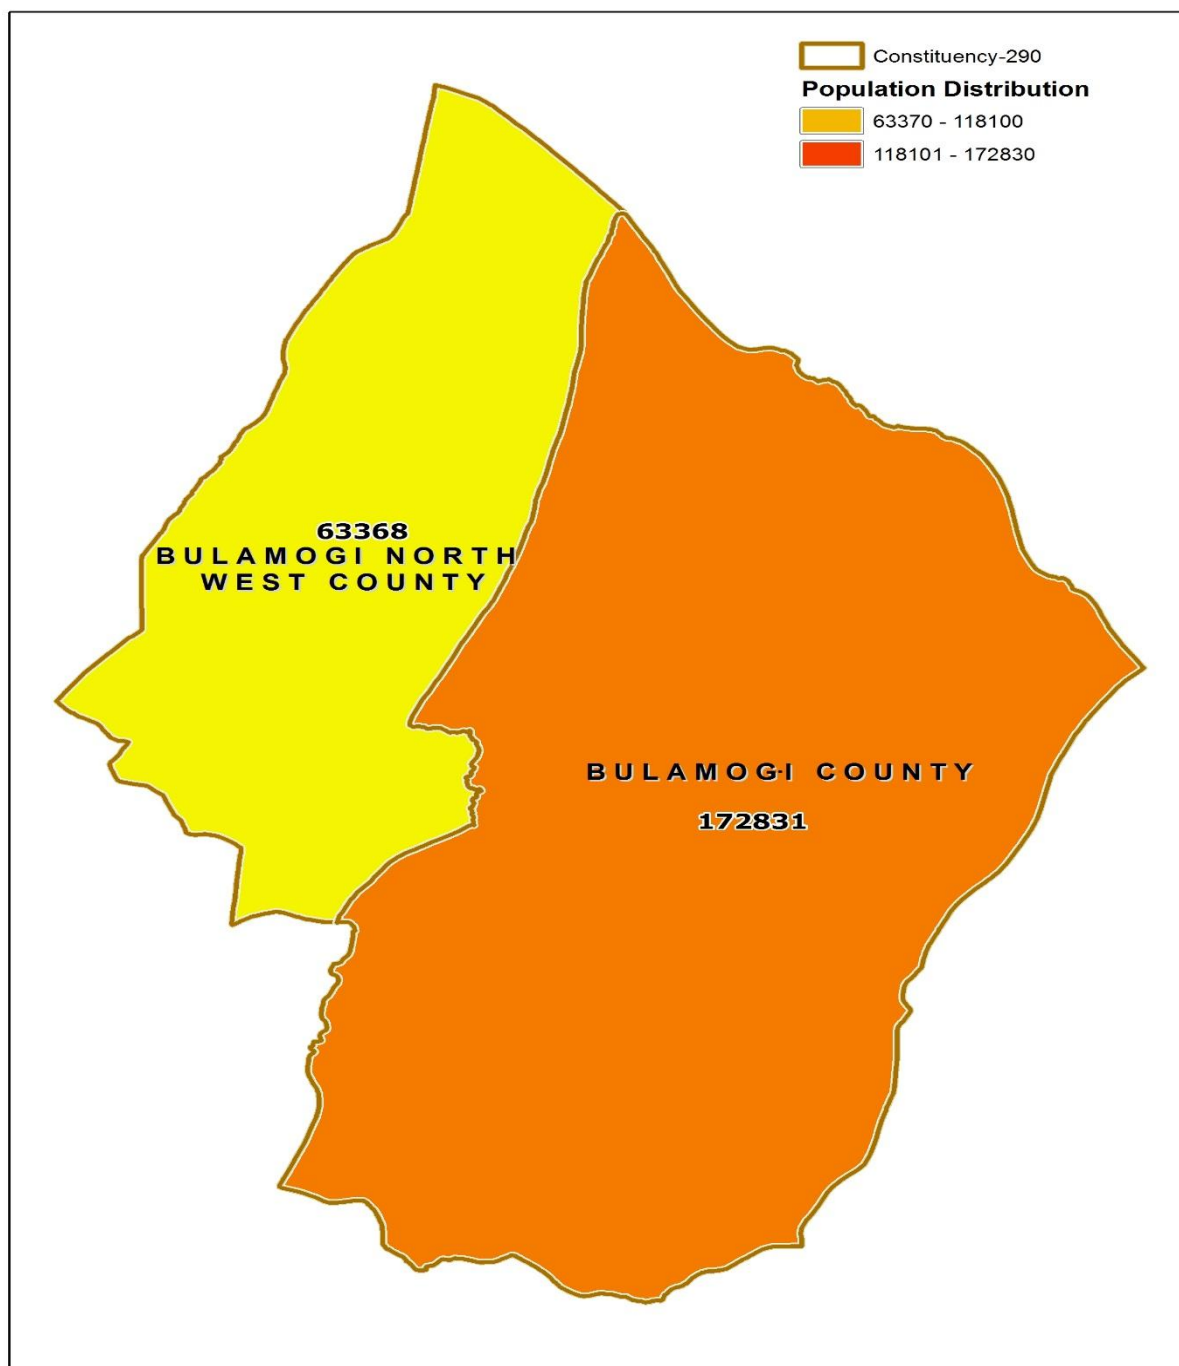 Constituency-290
Population Distribution
63370 - 118100
118101 - 172830
63368
BULAMOGI NORTH
WEST COUNTY
BULAMOGI COUNTY
172831